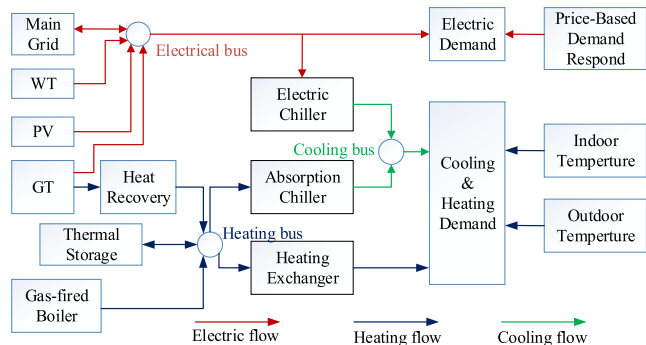 Main
Grid
WT
PV
GT
Electrical bus
Electric
Demand
Price-Based
Demand
Respond
Electric
Chiller
Cooling bus
Heat
Recovery
Absorption
Chiller
Cooling
&
Heating
Demand
Indoor
Temperture
Outdoor
Temperture
Thermal
Storage
Heating bus
Heating
Exchanger
Gas-fired
Boiler
Electric flow
Heating flow
Cooling flow